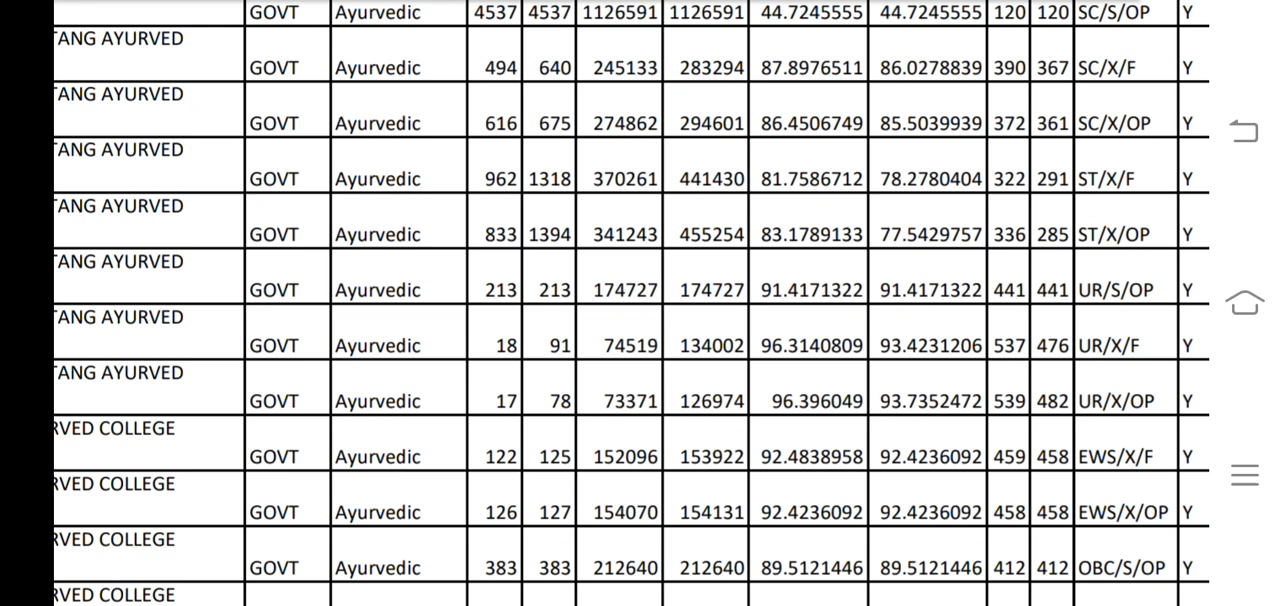 GOVT Ayurvedic 4537 4537 1126591 1126591 44.7245555 44.7245555 120 120 SC/S/OP Y
TANG AYURVED
GOVT Ayurvedic 494 640 245133 283294 87.8976511 86.0278839 390 367 SC/X/F Y
TANG AYURVED
GOVT Ayurvedic 616 675 274862 294601 86.4506749 85.5039939 372 361 SC/X/OP Y
TANG AYURVED
GOVT Ayurvedic 962 1318 370261 441430 81.7586712 78.2780404 322 291 ST/X/F Y
TANG AYURVED
GOVT Ayurvedic 833 1394 341243 455254 83.1789133 77.5429757 336 285 ST/X/OP Y
TANG AYURVED
GOVT Ayurvedic 213 213 174727 174727 91.4171322 91.4171322 441 441 UR/S/OP Y
TANG AYURVED
GOVT Ayurvedic 18 91 74519 134002 96.3140809 93.4231206 537 476 UR/X/F Y
TANG AYURVED
GOVT Ayurvedic 17 78 73371 126974 96.396049 93.7352472 539 482 UR/X/OP Y
RVED COLLEGE
GOVT Ayurvedic 122 125 152096 153922 92.4838958 92.4236092 459 458 EWS/X/F Y
RVED COLLEGE
GOVT Ayurvedic 126 127 154070 154131 92.4236092 92.4236092 458 458 EWS/X/OP Y
RVED COLLEGE
GOVT Ayurvedic 383 383 212640 212640 89.5121446 89.5121446 412 412 OBC/S/OP Y
RVED COLLEGE